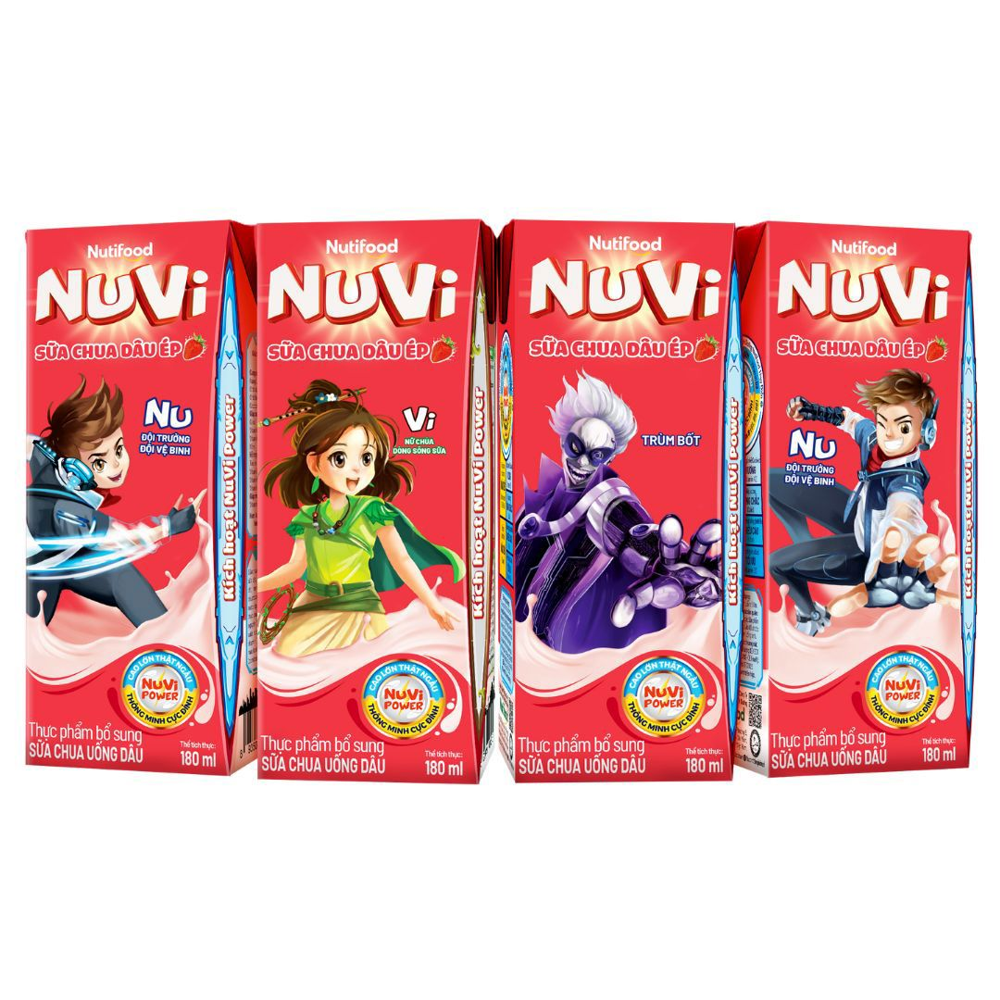 Nutifood
NuVi
SỮA CHUA DÂU ÉP
Nu
ĐỘI TRƯỞNG
ĐỘI VỆ BINH
CAO LỚN THẬT NGẦU
NuVi
POWER
THÔNG MINH CỰC ĐỈNH
Thực phẩm bổ sung
SỮA CHUA UỐNG DÂU
Thể tích thực:
180 ml
Kích hoạt NuVi Power
Nutifood
NuVi
SỮA CHUA DÂU ÉP
Vi
NỮ CHÚA
DÒNG SÔNG SỮA
CAO LỚN THẬT NGẦU
NuVi
POWER
THÔNG MINH CỰC ĐỈNH
Thực phẩm bổ sung
SỮA CHUA UỐNG DÂU
Thể tích thực:
180 ml
Kích hoạt NuVi Power
Nutifood
NuVi
SỮA CHUA DÂU ÉP
TRÙM BỐT
CAO LỚN THẬT NGẦU
NuVi
POWER
THÔNG MINH CỰC ĐỈNH
Thực phẩm bổ sung
SỮA CHUA UỐNG DÂU
Thể tích thực:
180 ml
Kích hoạt NuVi Power
Nutifood
NuVi
SỮA CHUA DÂU ÉP
Nu
ĐỘI TRƯỞNG
ĐỘI VỆ BINH
CAO LỚN THẬT NGẦU
NuVi
POWER
THÔNG MINH CỰC ĐỈNH
Thực phẩm bổ sung
SỮA CHUA UỐNG DÂU
Thể tích thực:
180 ml
Kích hoạt NuVi Power